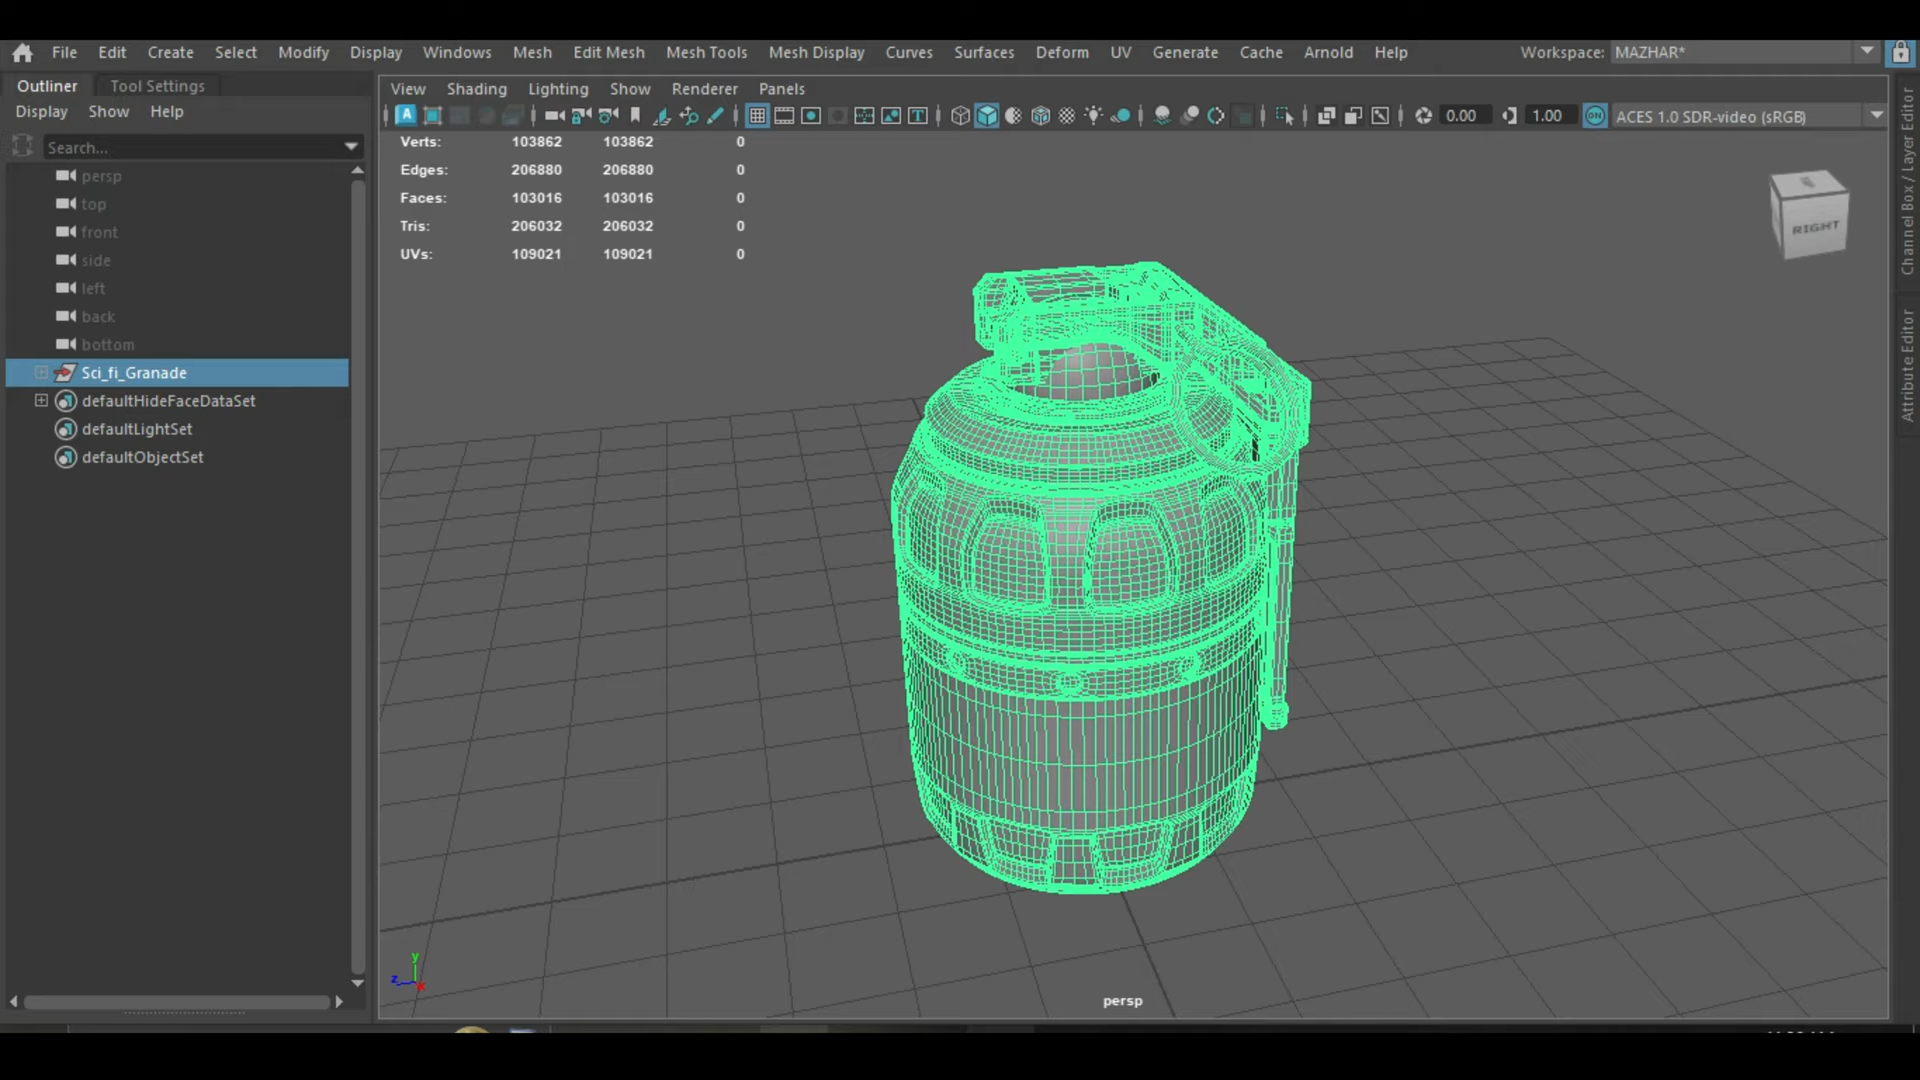 File Edit Create Select Modify Display Windows Mesh Edit Mesh Mesh Tools Mesh Display Curves Surfaces Deform UV Generate Cache Arnold Help Workspace: MAZHAR*
Outliner Tool Settings
Display Show Help
Search...
persp
top
front
side
left
back
bottom
Sci_fi_Granade
defaultHideFaceDataSet
defaultLightSet
defaultObjectSet
View Shading Lighting Show Renderer Panels
0.00 1.00 ON ACES 1.0 SDR-video (sRGB)
Verts: 103862 103862 0
Edges: 206880 206880 0
Faces: 103016 103016 0
Tris: 206032 206032 0
UVs: 109021 109021 0
RIGHT
y
z
x
persp
Channel Box / Layer Editor
Attribute Editor